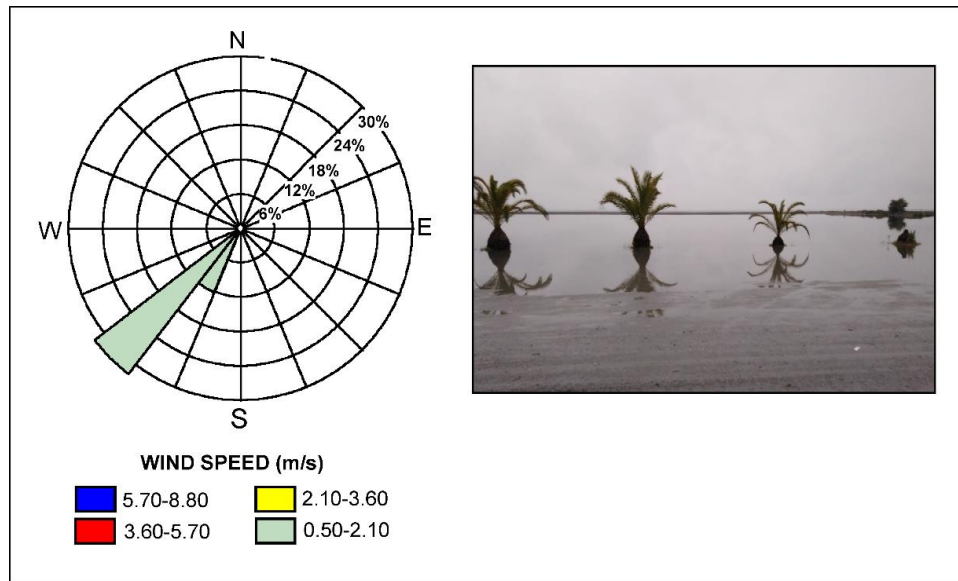 N
30%
24%
18%
12%
6%
W
E
S
WIND SPEED (m/s)
5.70-8.80
2.10-3.60
3.60-5.70
0.50-2.10